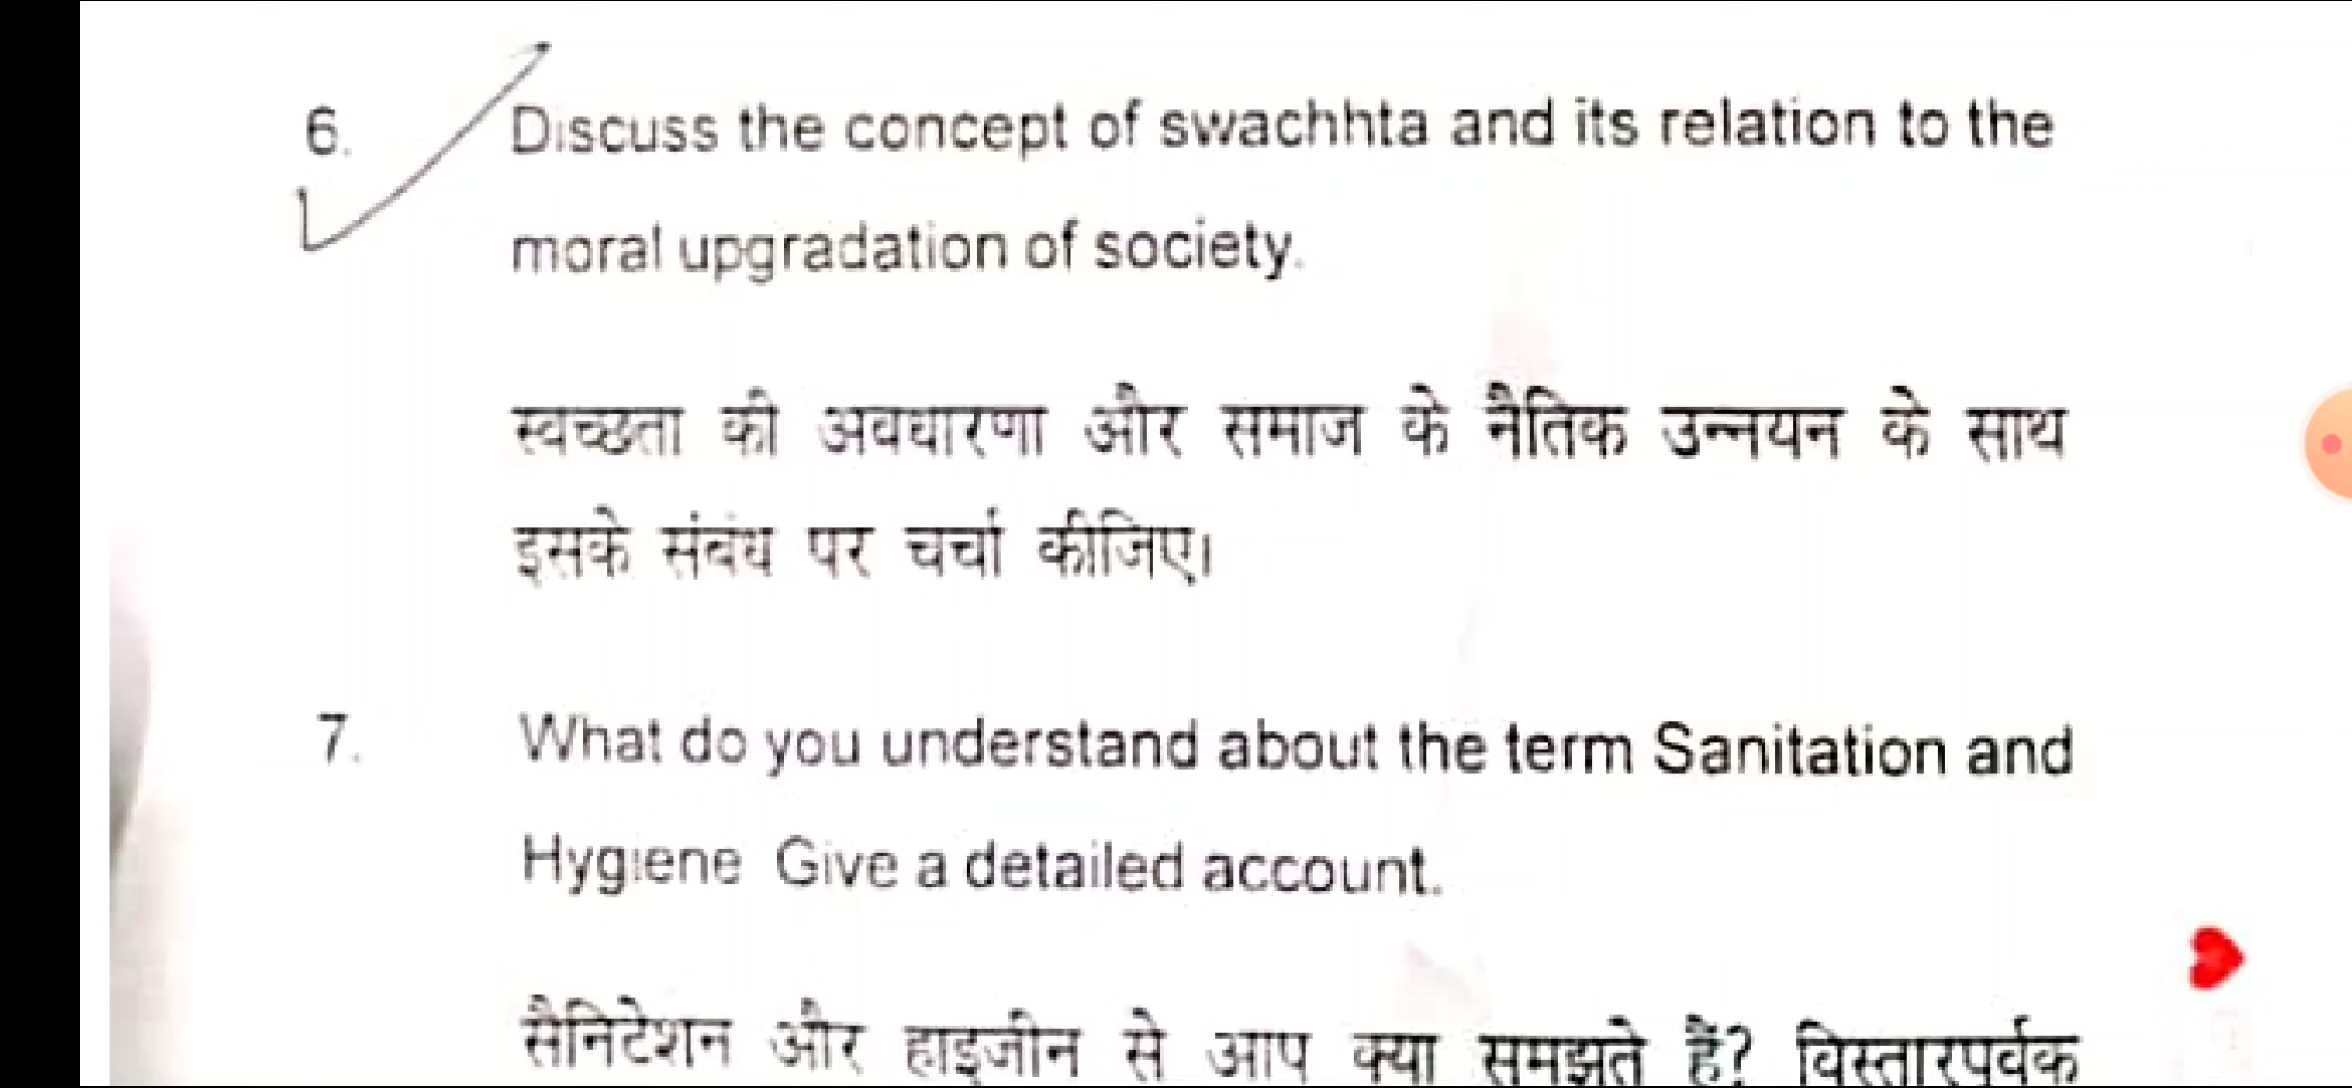 6. Discuss the concept of swachhta and its relation to the
moral upgradation of society.
स्वच्छता की अवधारणा और समाज के नैतिक उन्नयन के साथ
इसके संबंध पर चर्चा कीजिए।
7. What do you understand about the term Sanitation and
Hygiene Give a detailed account.
सैनिटेशन और हाइजीन से आप क्या समझते हैं? विस्तारपूर्वक